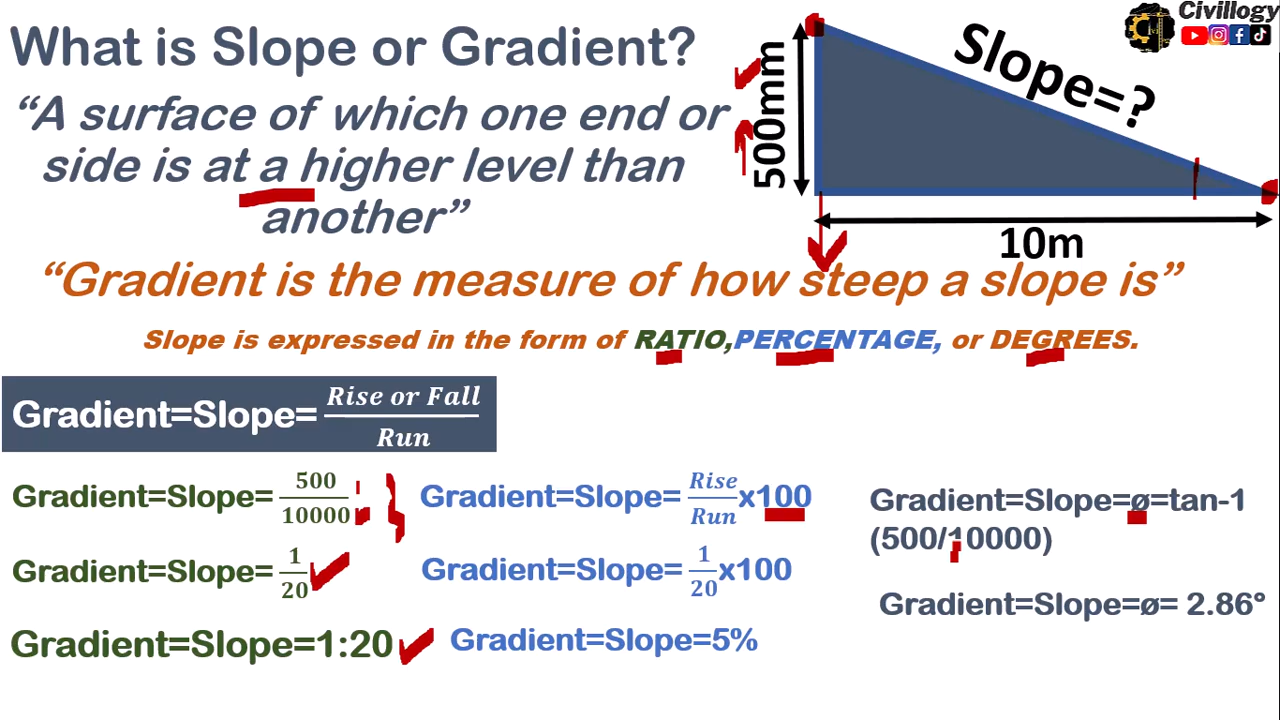 What is Slope or Gradient?
Civillogy
“A surface of which one end or
side is at a higher level than
another”
500mm
Slope=?
10m
“Gradient is the measure of how steep a slope is”
Slope is expressed in the form of RATIO,PERCENTAGE, or DEGREES.
Gradient=Slope= Rise or Fall / Run
Gradient=Slope= 500/10000
Gradient=Slope= 1/20
Gradient=Slope=1:20
Gradient=Slope= Rise/Run x100
Gradient=Slope= 1/20 x100
Gradient=Slope=5%
Gradient=Slope=ø=tan-1
(500/10000)
Gradient=Slope=ø= 2.86°